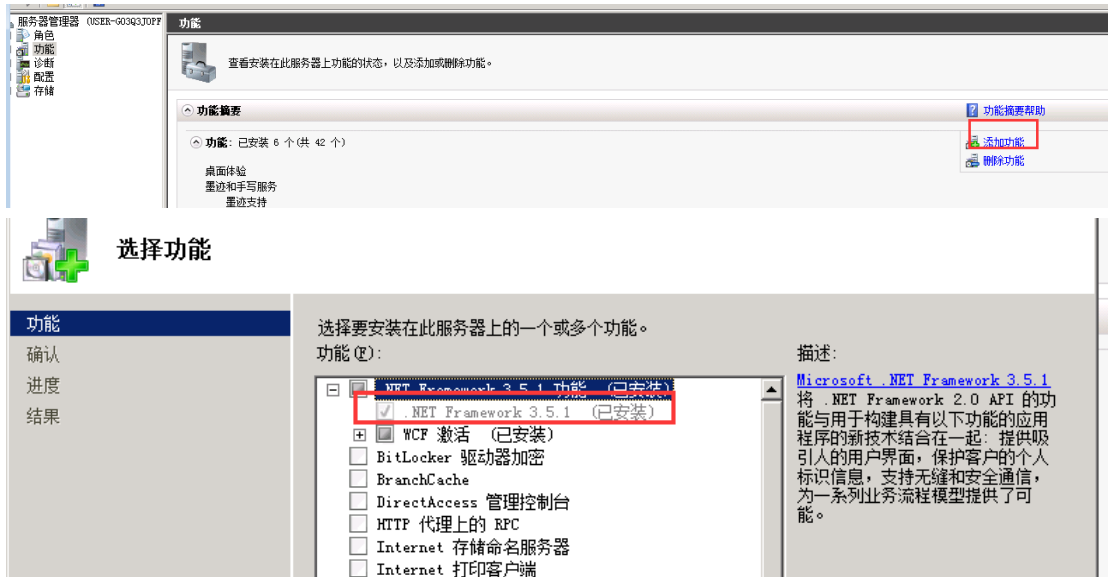 服务器管理器 (USER-G03Q3JOPF
角色
功能
诊断
配置
存储
功能
查看安装在此服务器上功能的状态，以及添加或删除功能。
功能摘要
功能摘要帮助
功能: 已安装 6 个(共 42 个)
添加功能
删除功能
桌面体验
墨迹和手写服务
墨迹支持
选择功能
功能
确认
进度
结果
选择要安装在此服务器上的一个或多个功能。
功能(F):
.NET Framework 3.5.1 功能 (已安装)
.NET Framework 3.5.1 (已安装)
WCF 激活 (已安装)
BitLocker 驱动器加密
BranchCache
DirectAccess 管理控制台
HTTP 代理上的 RPC
Internet 存储命名服务器
Internet 打印客户端
描述:
Microsoft .NET Framework 3.5.1
将 .NET Framework 2.0 API 的功
能与用于构建具有以下功能的应用
程序的新技术结合在一起: 提供吸
引人的用户界面，保护客户的个人
标识信息，支持无缝和安全通信，
为一系列业务流程模型提供了可
能。